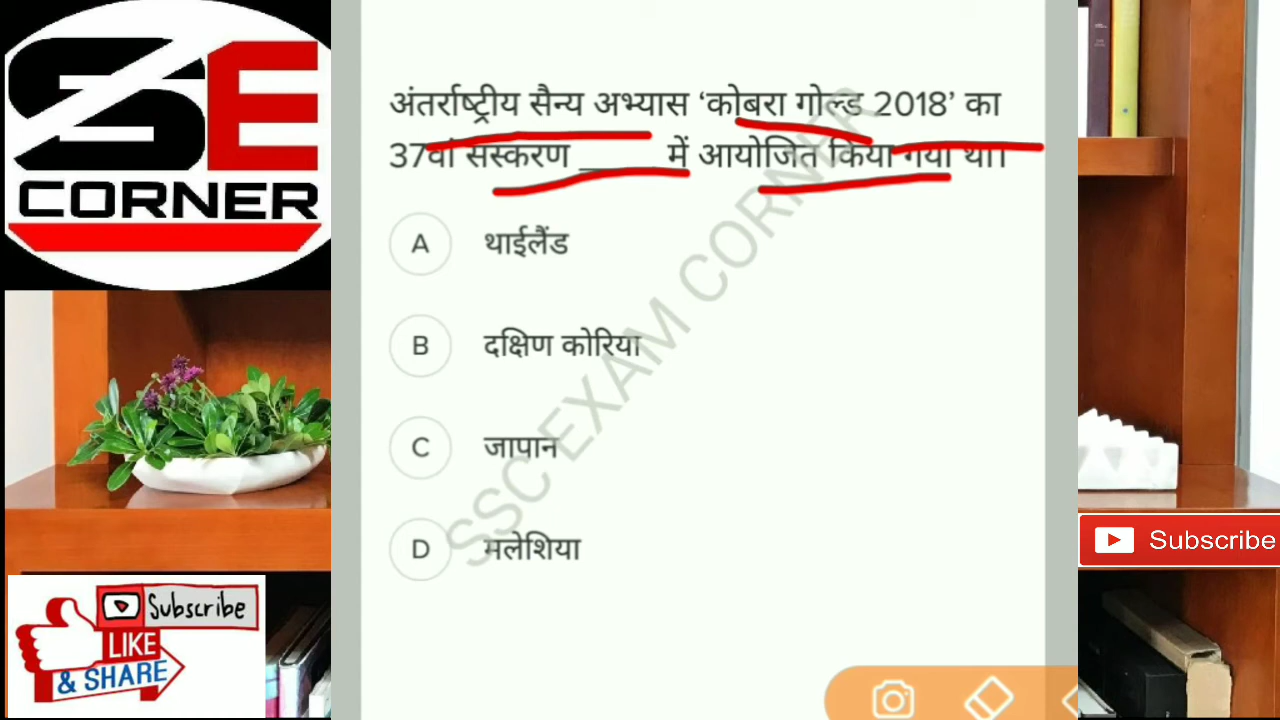 SE
CORNER
अंतर्राष्ट्रीय सैन्य अभ्यास ‘कोबरा गोल्ड 2018’ का
37वां संस्करण _____ में आयोजित किया गया था।
A थाईलैंड
B दक्षिण कोरिया
C जापान
D मलेशिया
SSC EXAM CORNER
Subscribe
Subscribe
LIKE
& SHARE